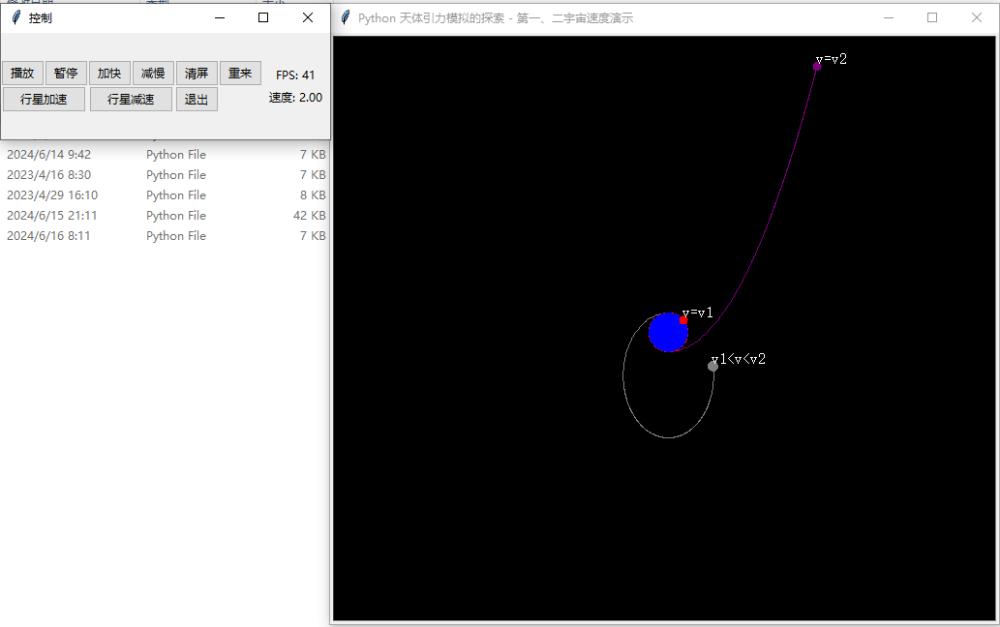 控制
播放 暂停 加快 减慢 清屏 重来 FPS: 41
行星加速 行星减速 退出 速度: 2.00
2024/6/14 9:42 Python File 7 KB
2023/4/16 8:30 Python File 7 KB
2023/4/29 16:10 Python File 8 KB
2024/6/15 21:11 Python File 42 KB
2024/6/16 8:11 Python File 7 KB
Python 天体引力模拟的探索 - 第一、二宇宙速度演示
v=v2
v=v1
v1<v<v2